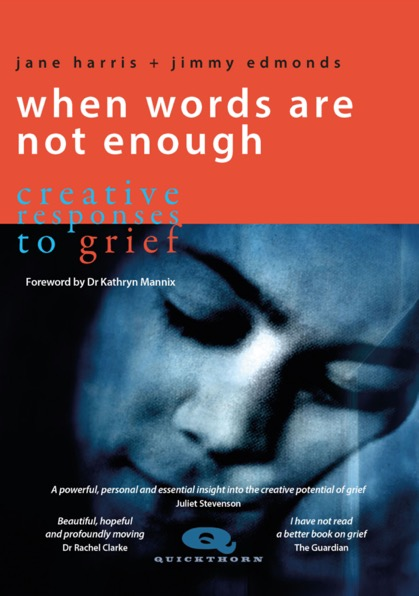 jane harris + jimmy edmonds
when words are
not enough
creative
responses
to grief
Foreword by Dr Kathryn Mannix
A powerful, personal and essential insight into the creative potential of grief
Juliet Stevenson
Beautiful, hopeful
and profoundly moving
Dr Rachel Clarke
Q
QUICKTHORN
I have not read
a better book on grief
The Guardian